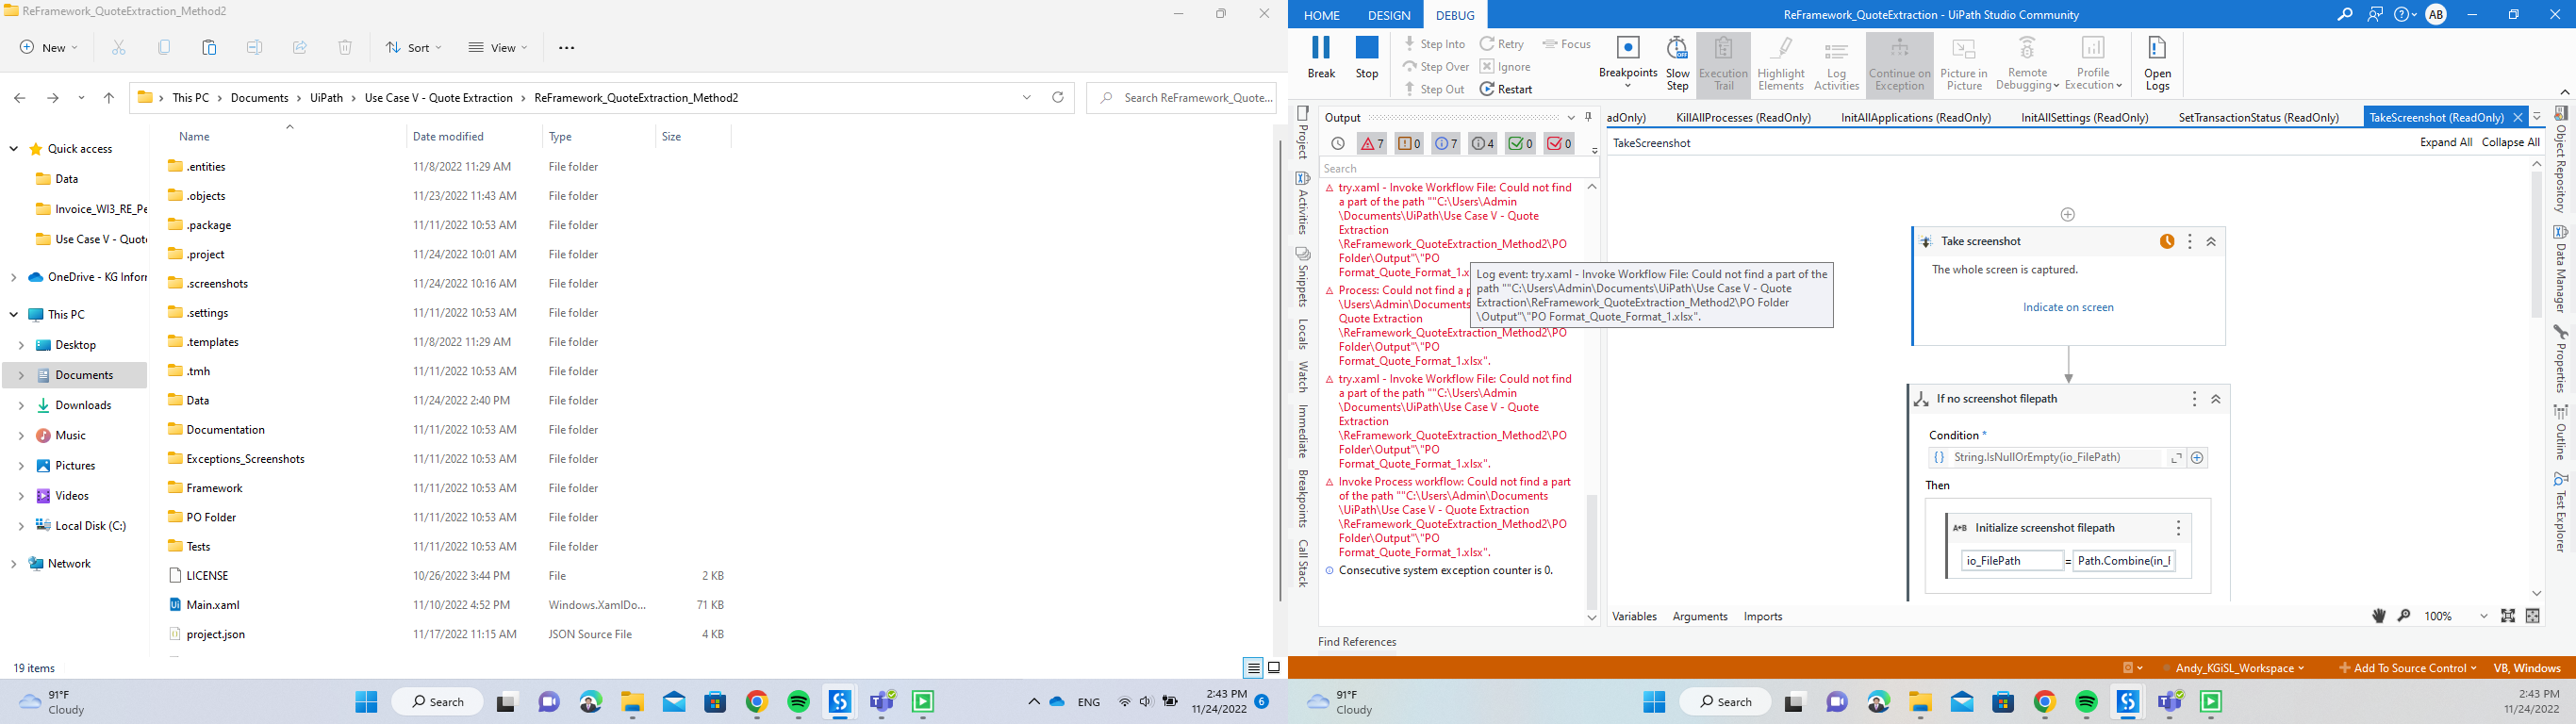 ReFramework_QuoteExtraction_Method2
New
Sort
View
This PC
Documents
UiPath
Use Case V - Quote Extraction
ReFramework_QuoteExtraction_Method2
Search ReFramework_Quote...
Name
Date modified
Type
Size
Quick access
Data
Invoice_WI3_RE_Pe
Use Case V - Quot
OneDrive - KG Inforr
This PC
Desktop
Documents
Downloads
Music
Pictures
Videos
Local Disk (C:)
Network
.entities 11/8/2022 11:29 AM File folder
.objects 11/23/2022 11:43 AM File folder
.package 11/11/2022 10:53 AM File folder
.project 11/24/2022 10:01 AM File folder
.screenshots 11/24/2022 10:16 AM File folder
.settings 11/11/2022 10:53 AM File folder
.templates 11/8/2022 11:29 AM File folder
.tmh 11/11/2022 10:53 AM File folder
Data 11/24/2022 2:40 PM File folder
Documentation 11/11/2022 10:53 AM File folder
Exceptions_Screenshots 11/11/2022 10:53 AM File folder
Framework 11/11/2022 10:53 AM File folder
PO Folder 11/11/2022 10:53 AM File folder
Tests 11/11/2022 10:53 AM File folder
LICENSE 10/26/2022 3:44 PM File 2 KB
Main.xaml 11/10/2022 4:52 PM Windows.XamlDo... 71 KB
project.json 11/17/2022 11:15 AM JSON Source File 4 KB
19 items
91°F
Cloudy
Search
ENG
2:43 PM
11/24/2022
6
HOME DESIGN DEBUG
ReFramework_QuoteExtraction - UiPath Studio Community
AB
Break
Stop
Step Into
Step Over
Step Out
Retry
Ignore
Restart
Focus
Breakpoints
Slow
Step
Execution
Trail
Highlight
Elements
Log
Activities
Continue on
Exception
Picture in
Picture
Remote
Debugging
Profile
Execution
Open
Logs
Project
Activities
Snippets
Locals
Watch
Immediate
Breakpoints
Call Stack
Output
7 0 7 4 0 0
Search
try.xaml - Invoke Workflow File: Could not find
a part of the path ""C:\Users\Admin
\Documents\UiPath\Use Case V - Quote
Extraction
\ReFramework_QuoteExtraction_Method2\PO
Folder\Output"\"PO
Format_Quote_Format_1.x
Process: Could not find a p
\Users\Admin\Documents
Quote Extraction
\ReFramework_QuoteExtraction_Method2\PO
Folder\Output"\"PO
Format_Quote_Format_1.xlsx".
try.xaml - Invoke Workflow File: Could not find
a part of the path ""C:\Users\Admin
\Documents\UiPath\Use Case V - Quote
Extraction
\ReFramework_QuoteExtraction_Method2\PO
Folder\Output"\"PO
Format_Quote_Format_1.xlsx".
Invoke Process workflow: Could not find a part
of the path ""C:\Users\Admin\Documents
\UiPath\Use Case V - Quote Extraction
\ReFramework_QuoteExtraction_Method2\PO
Folder\Output"\"PO
Format_Quote_Format_1.xlsx".
Consecutive system exception counter is 0.
Log event: try.xaml - Invoke Workflow File: Could not find a part of the
path ""C:\Users\Admin\Documents\UiPath\Use Case V - Quote
Extraction\ReFramework_QuoteExtraction_Method2\PO Folder
\Output"\"PO Format_Quote_Format_1.xlsx".
Find References
adOnly) KillAllProcesses (ReadOnly) InitAllApplications (ReadOnly) InitAllSettings (ReadOnly) SetTransactionStatus (ReadOnly) TakeScreenshot (ReadOnly)
TakeScreenshot
Expand All Collapse All
Take screenshot
The whole screen is captured.
Indicate on screen
If no screenshot filepath
Condition *
String.IsNullOrEmpty(io_FilePath)
Then
A+B Initialize screenshot filepath
io_FilePath = Path.Combine(in_F
Variables Arguments Imports
100%
Object Repository
Data Manager
Properties
Outline
Test Explorer
Andy_KGiSL_Workspace
Add To Source Control
VB, Windows
91°F
Cloudy
Search
2:43 PM
11/24/2022